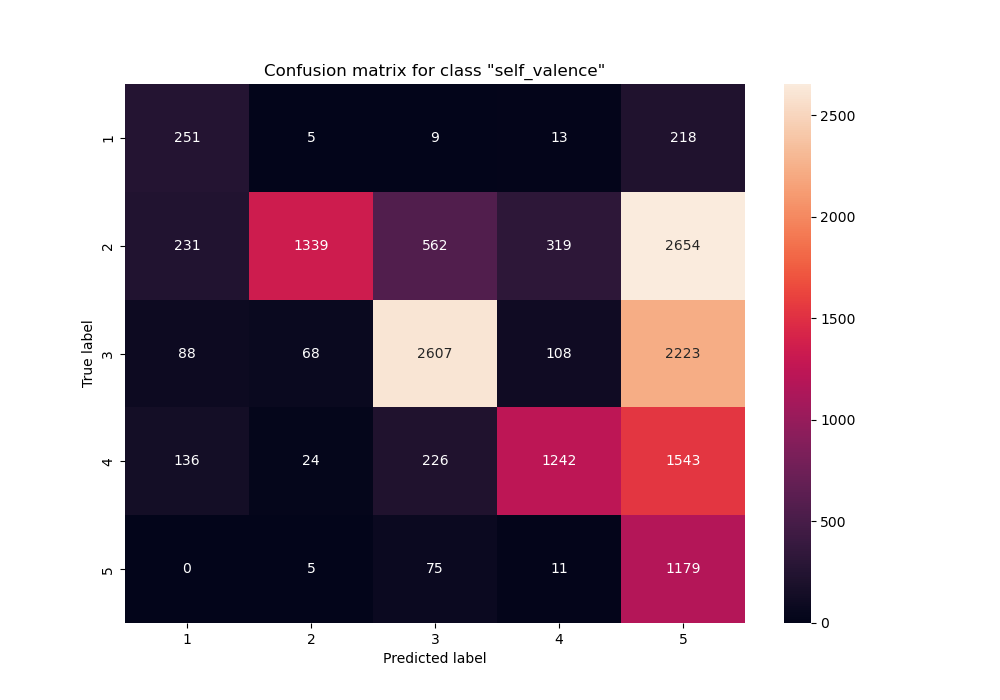 Confusion matrix for class "self_valence"
True label
1 251 5 9 13 218
2 231 1339 562 319 2654
3 88 68 2607 108 2223
4 136 24 226 1242 1543
5 0 5 75 11 1179
1 2 3 4 5
Predicted label
2500
2000
1500
1000
500
0